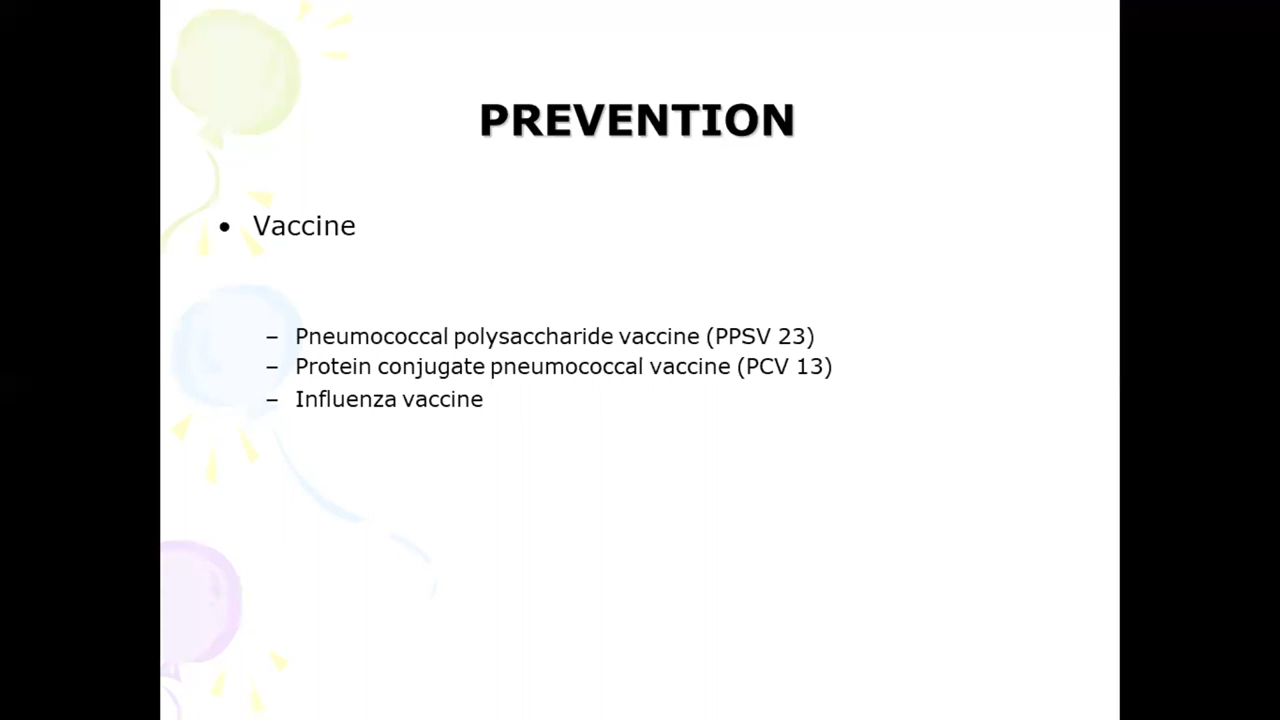 PREVENTION
• Vaccine
– Pneumococcal polysaccharide vaccine (PPSV 23)
– Protein conjugate pneumococcal vaccine (PCV 13)
– Influenza vaccine